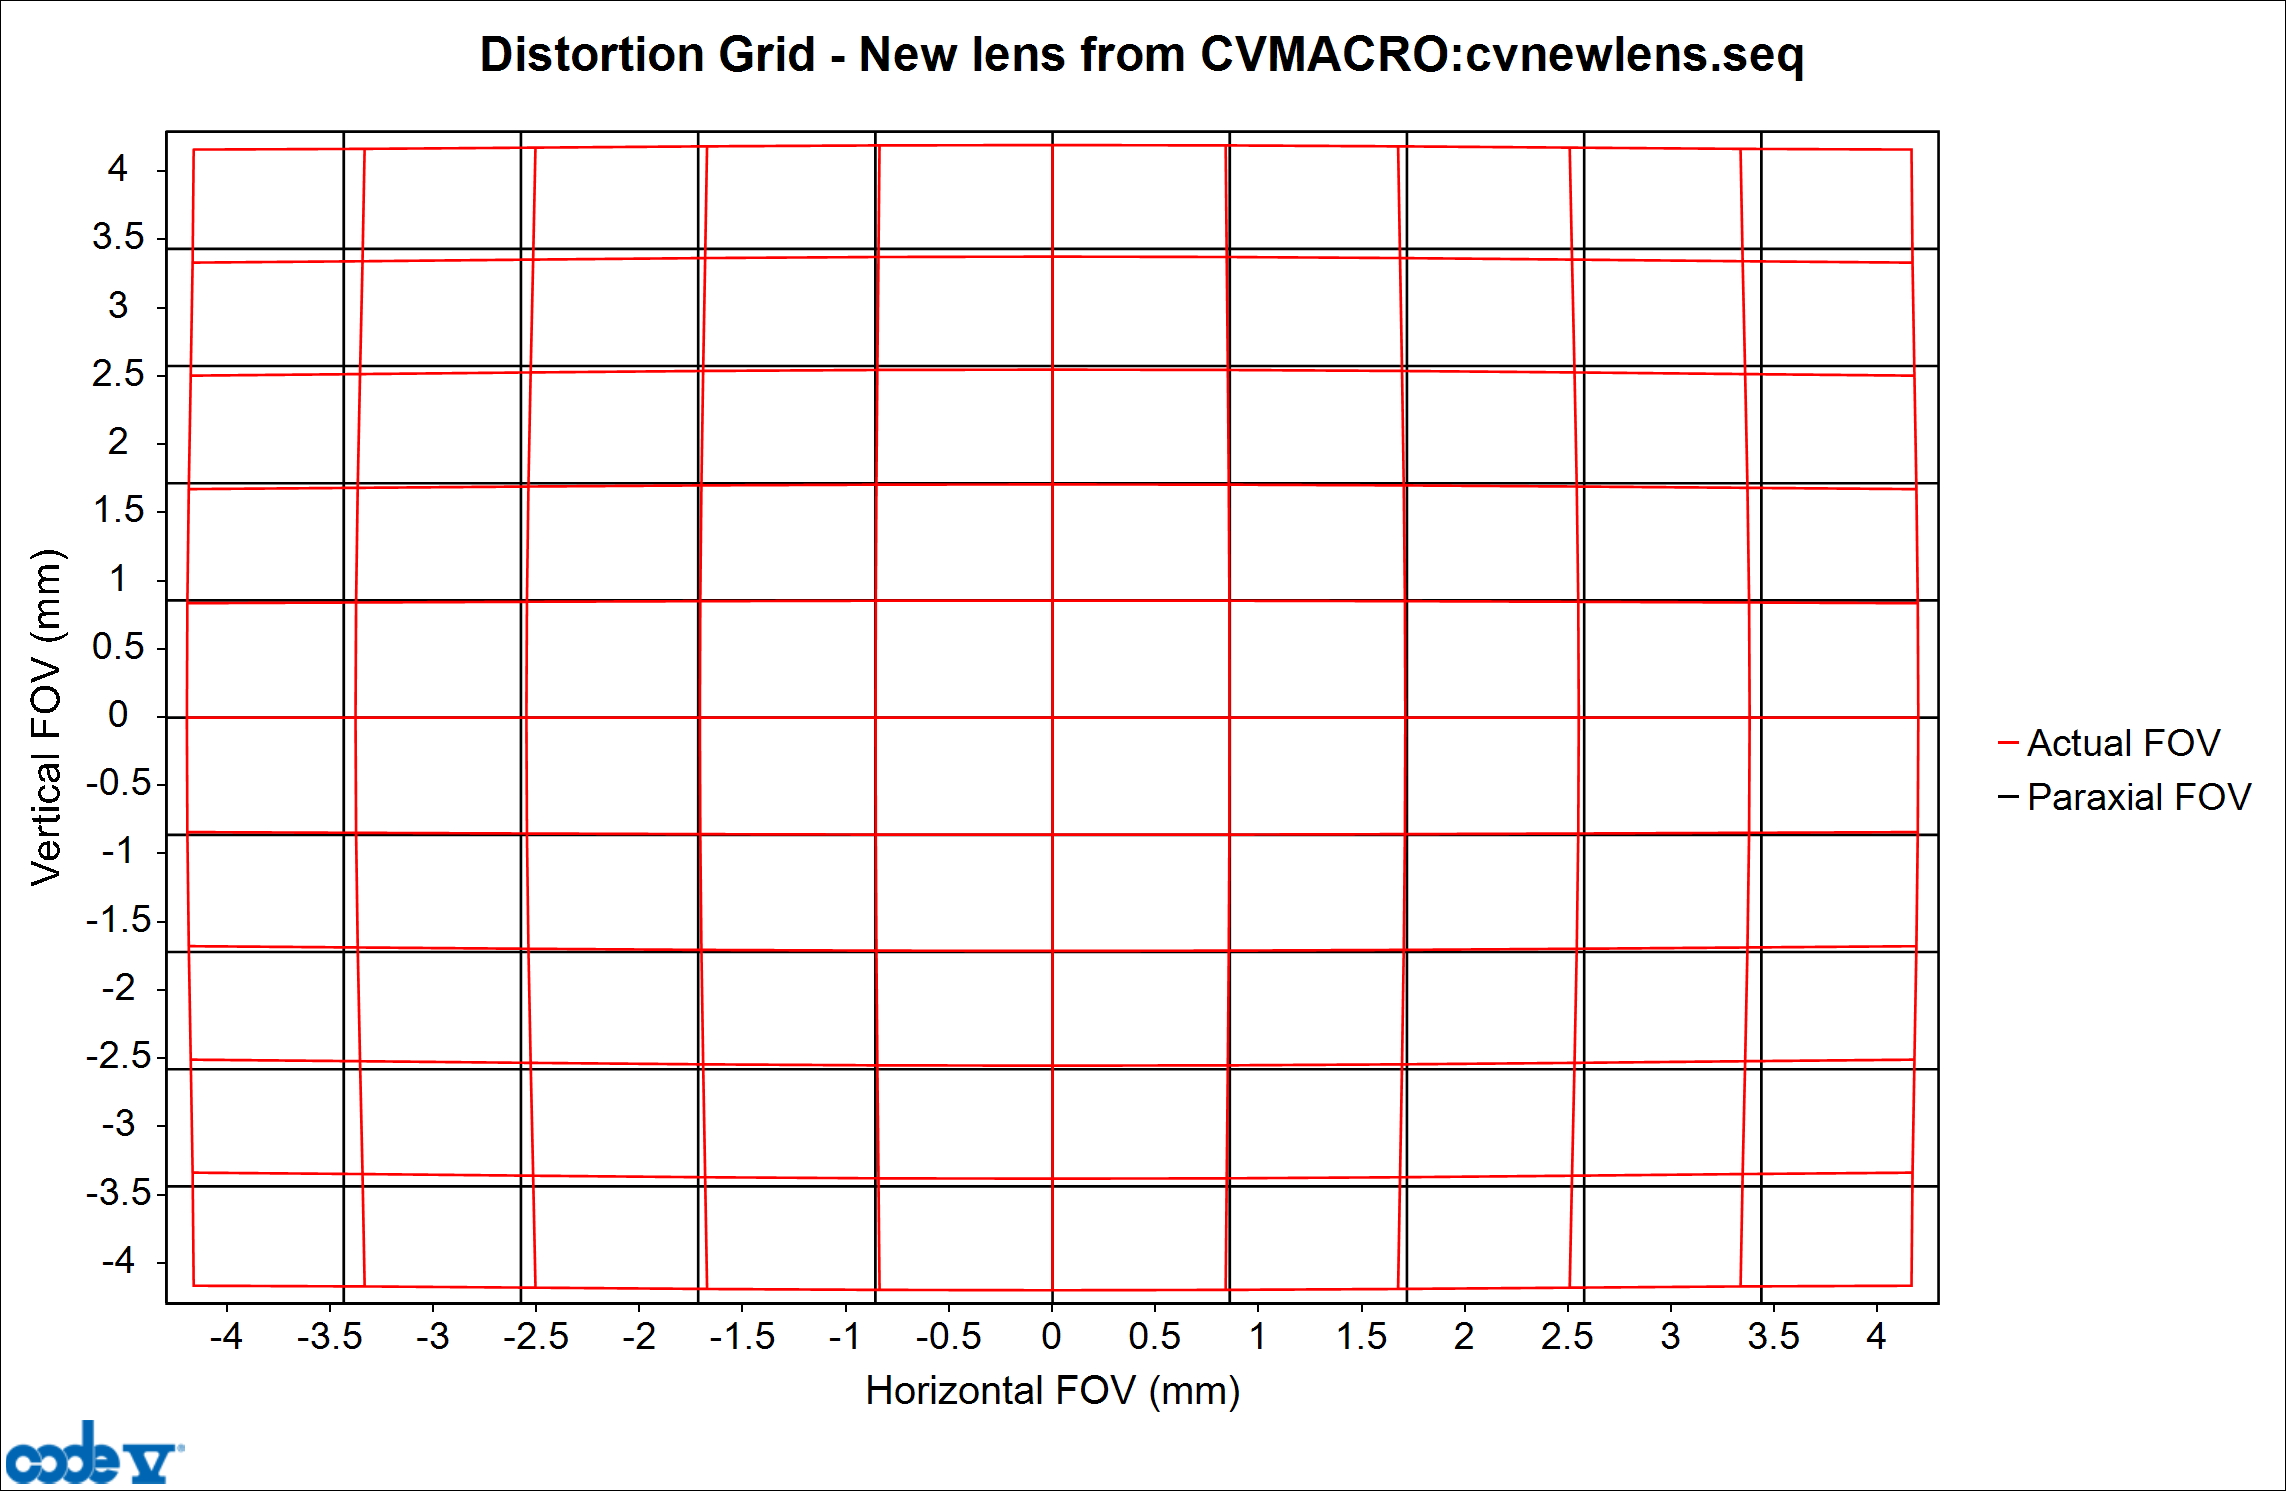 Distortion Grid - New lens from CVMACRO:cvnewlens.seq
4
3.5
3
2.5
2
1.5
1
0.5
0
-0.5
-1
-1.5
-2
-2.5
-3
-3.5
-4
Vertical FOV (mm)
-4 -3.5 -3 -2.5 -2 -1.5 -1 -0.5 0 0.5 1 1.5 2 2.5 3 3.5 4
Horizontal FOV (mm)
Actual FOV
Paraxial FOV
code V®